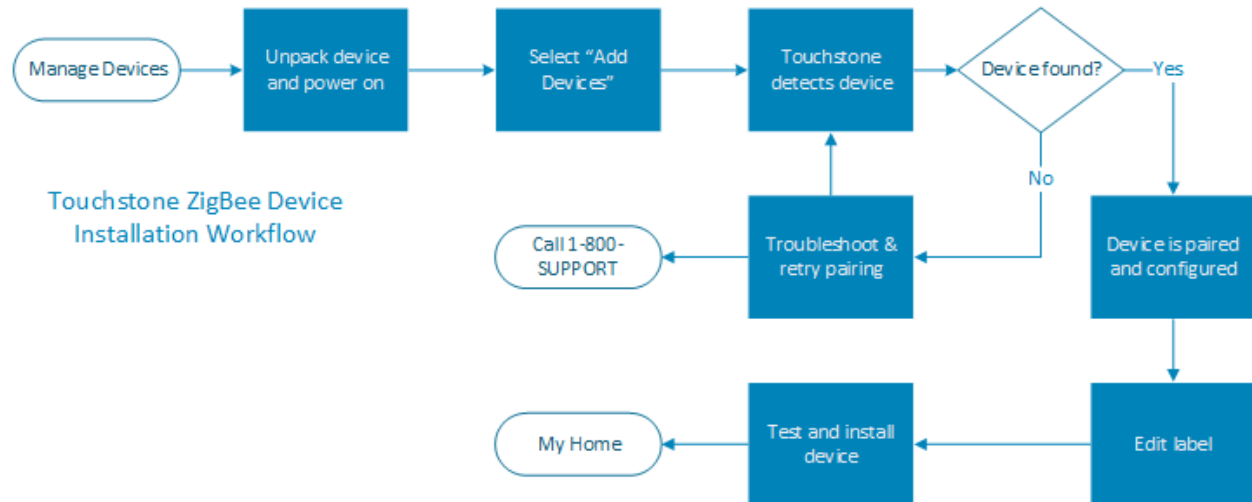 Manage Devices
Unpack device
and power on
Select “Add
Devices”
Touchstone
detects device
Device found?
Yes
No
Touchstone ZigBee Device
Installation Workflow
Call 1-800-
SUPPORT
Troubleshoot &
retry pairing
Device is paired
and configured
My Home
Test and install
device
Edit label